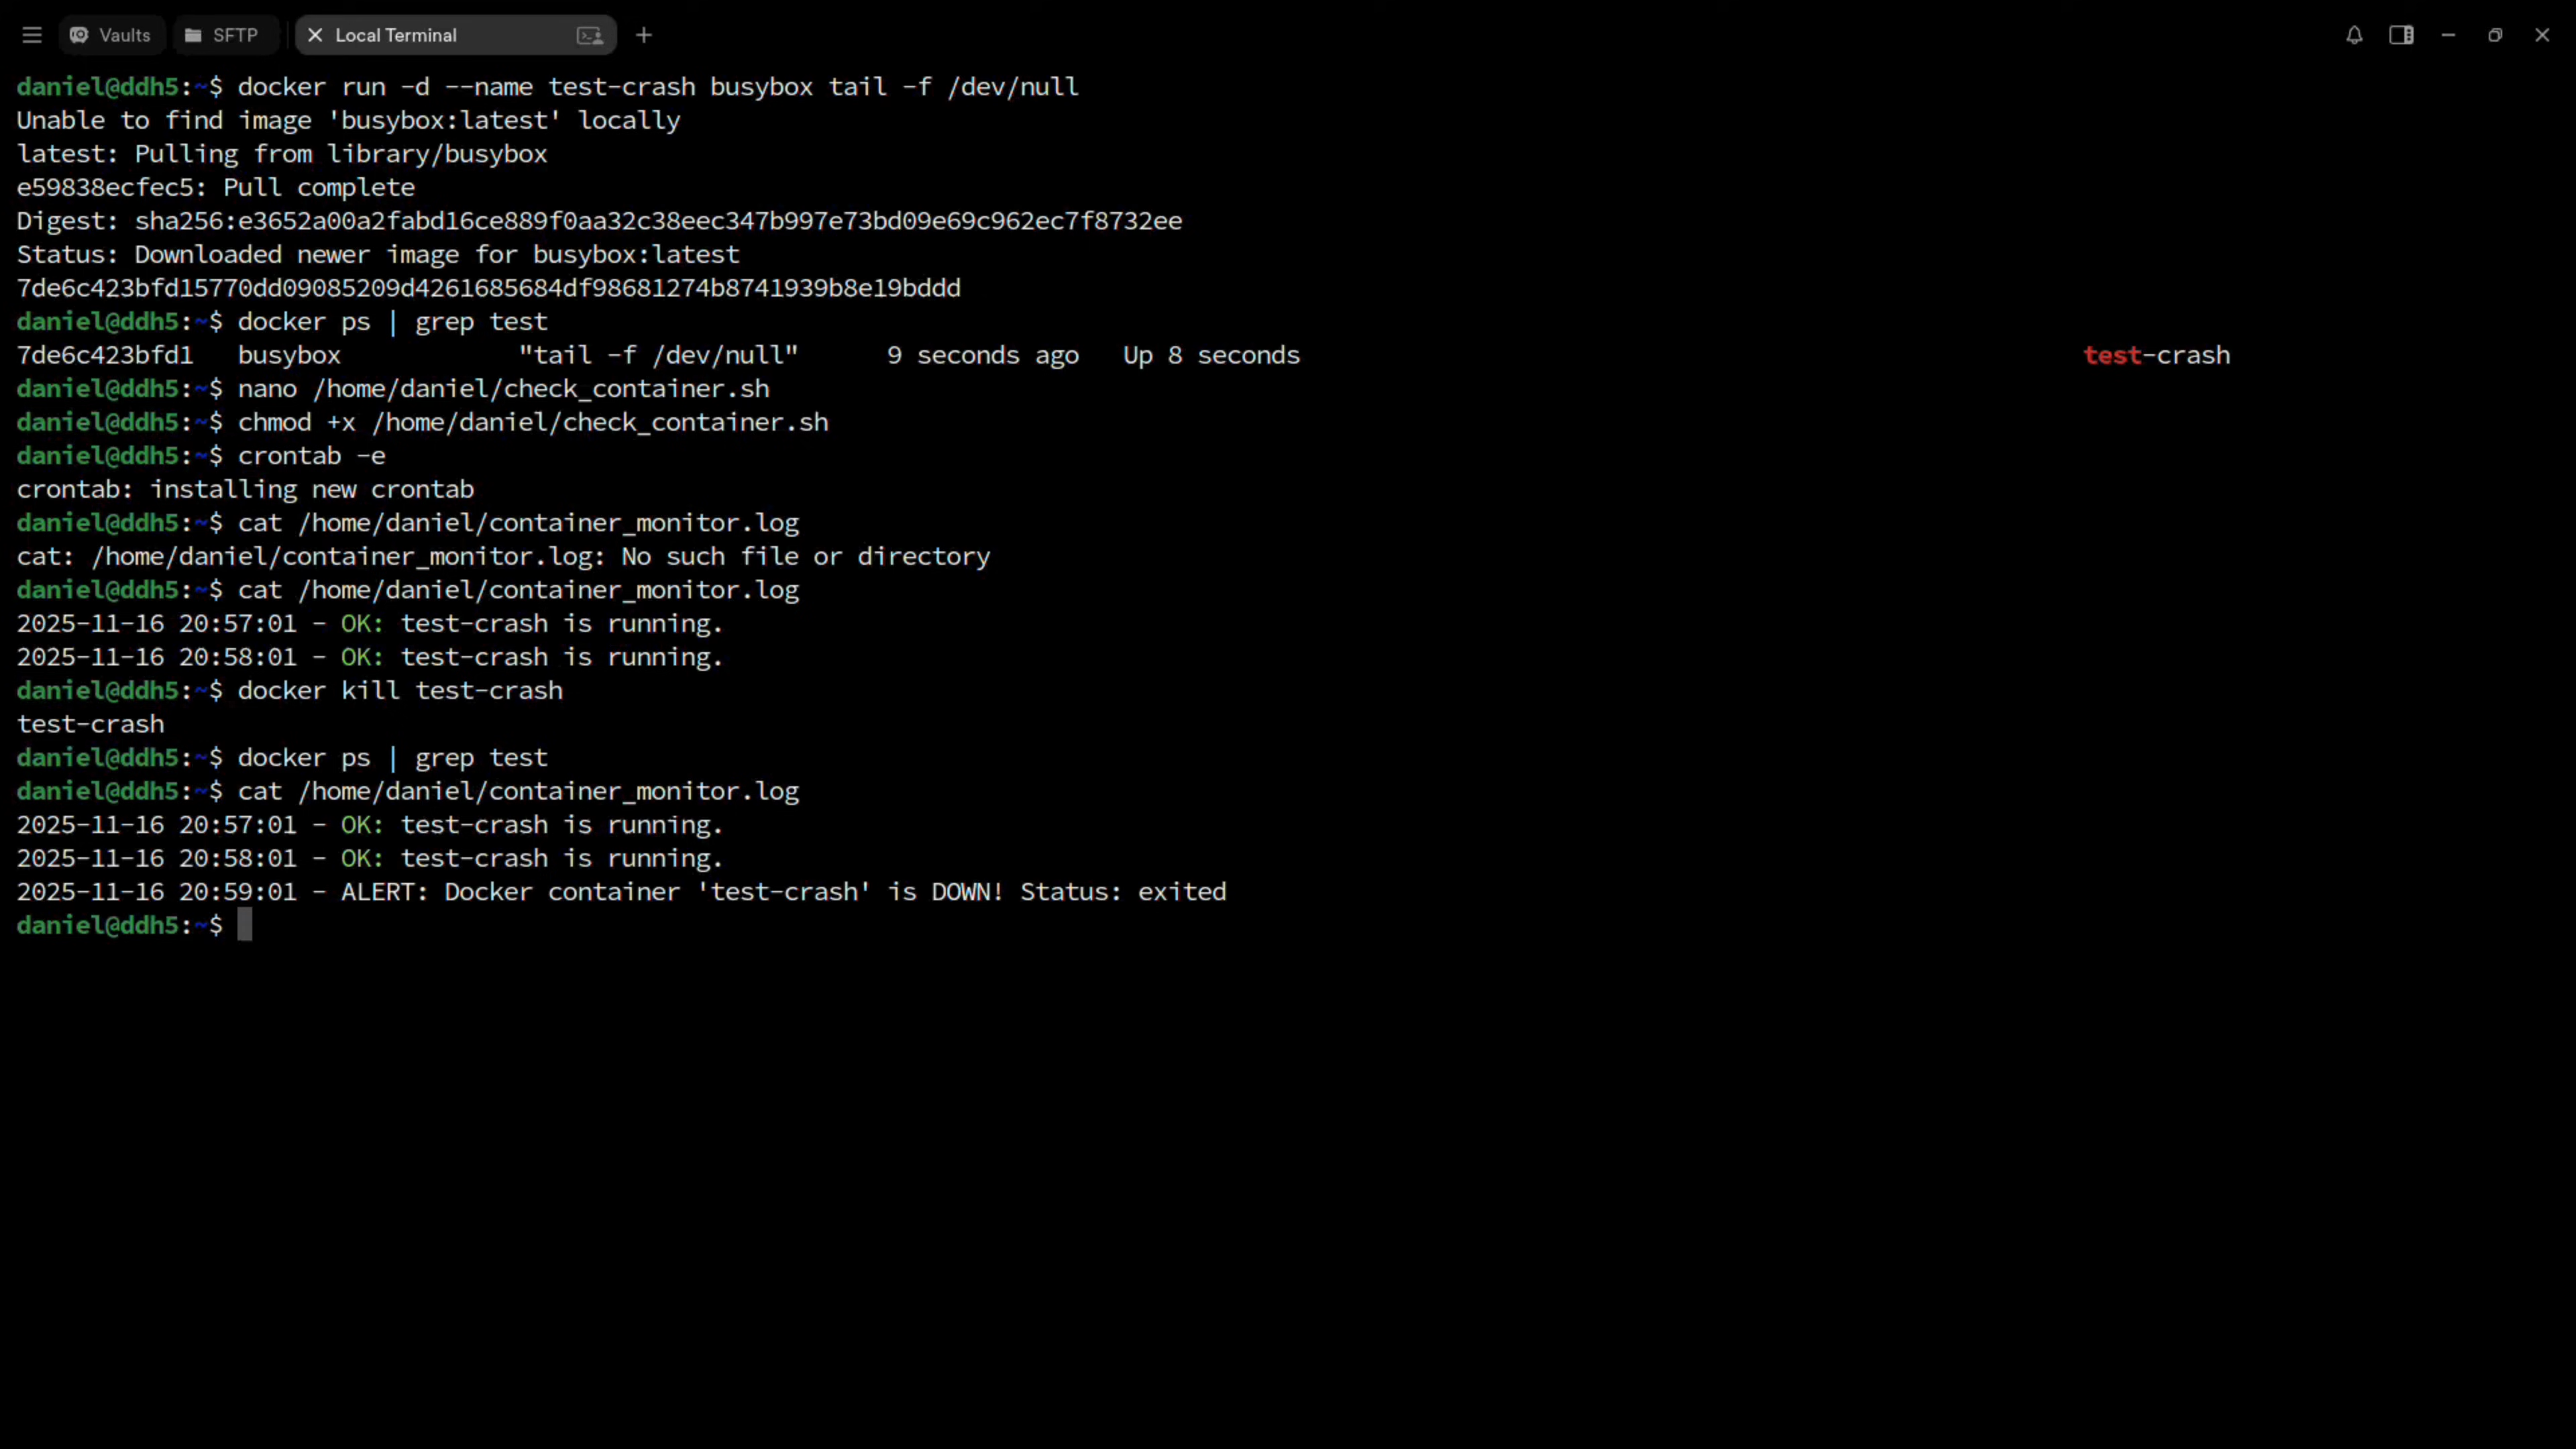 Vaults SFTP Local Terminal
daniel@ddh5:~$ docker run -d --name test-crash busybox tail -f /dev/null
Unable to find image 'busybox:latest' locally
latest: Pulling from library/busybox
e59838ecfec5: Pull complete
Digest: sha256:e3652a00a2fabd16ce889f0aa32c38eec347b997e73bd09e69c962ec7f8732ee
Status: Downloaded newer image for busybox:latest
7de6c423bfd15770dd09085209d4261685684df98681274b8741939b8e19bddd
daniel@ddh5:~$ docker ps | grep test
7de6c423bfd1 busybox "tail -f /dev/null" 9 seconds ago Up 8 seconds test-crash
daniel@ddh5:~$ nano /home/daniel/check_container.sh
daniel@ddh5:~$ chmod +x /home/daniel/check_container.sh
daniel@ddh5:~$ crontab -e
crontab: installing new crontab
daniel@ddh5:~$ cat /home/daniel/container_monitor.log
cat: /home/daniel/container_monitor.log: No such file or directory
daniel@ddh5:~$ cat /home/daniel/container_monitor.log
2025-11-16 20:57:01 - OK: test-crash is running.
2025-11-16 20:58:01 - OK: test-crash is running.
daniel@ddh5:~$ docker kill test-crash
test-crash
daniel@ddh5:~$ docker ps | grep test
daniel@ddh5:~$ cat /home/daniel/container_monitor.log
2025-11-16 20:57:01 - OK: test-crash is running.
2025-11-16 20:58:01 - OK: test-crash is running.
2025-11-16 20:59:01 - ALERT: Docker container 'test-crash' is DOWN! Status: exited
daniel@ddh5:~$